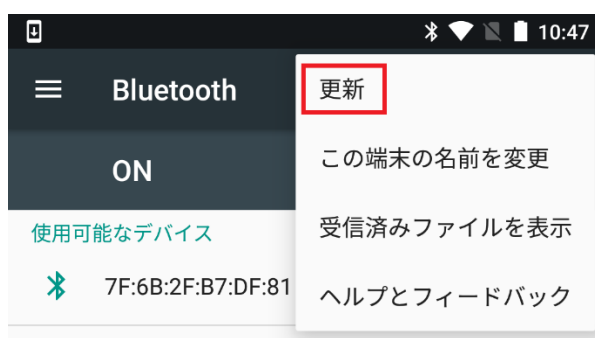 10:47
Bluetooth
更新
この端末の名前を変更
ON
受信済みファイルを表示
使用可能なデバイス
7F:6B:2F:B7:DF:81
ヘルプとフィードバック